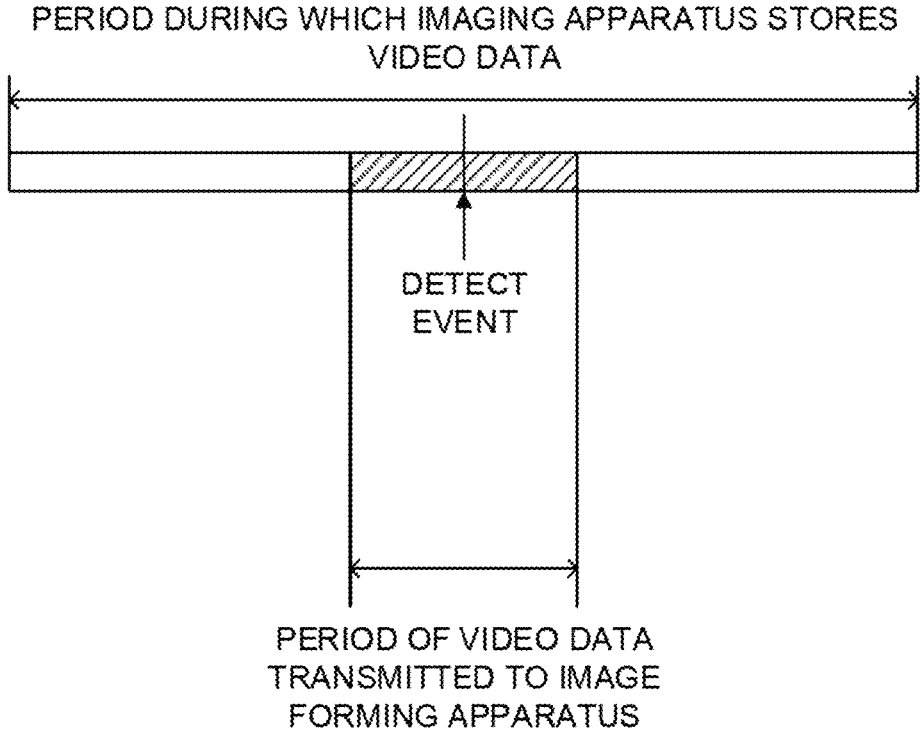 PERIOD DURING WHICH IMAGING APPARATUS STORES
VIDEO DATA
DETECT
EVENT
PERIOD OF VIDEO DATA
TRANSMITTED TO IMAGE
FORMING APPARATUS